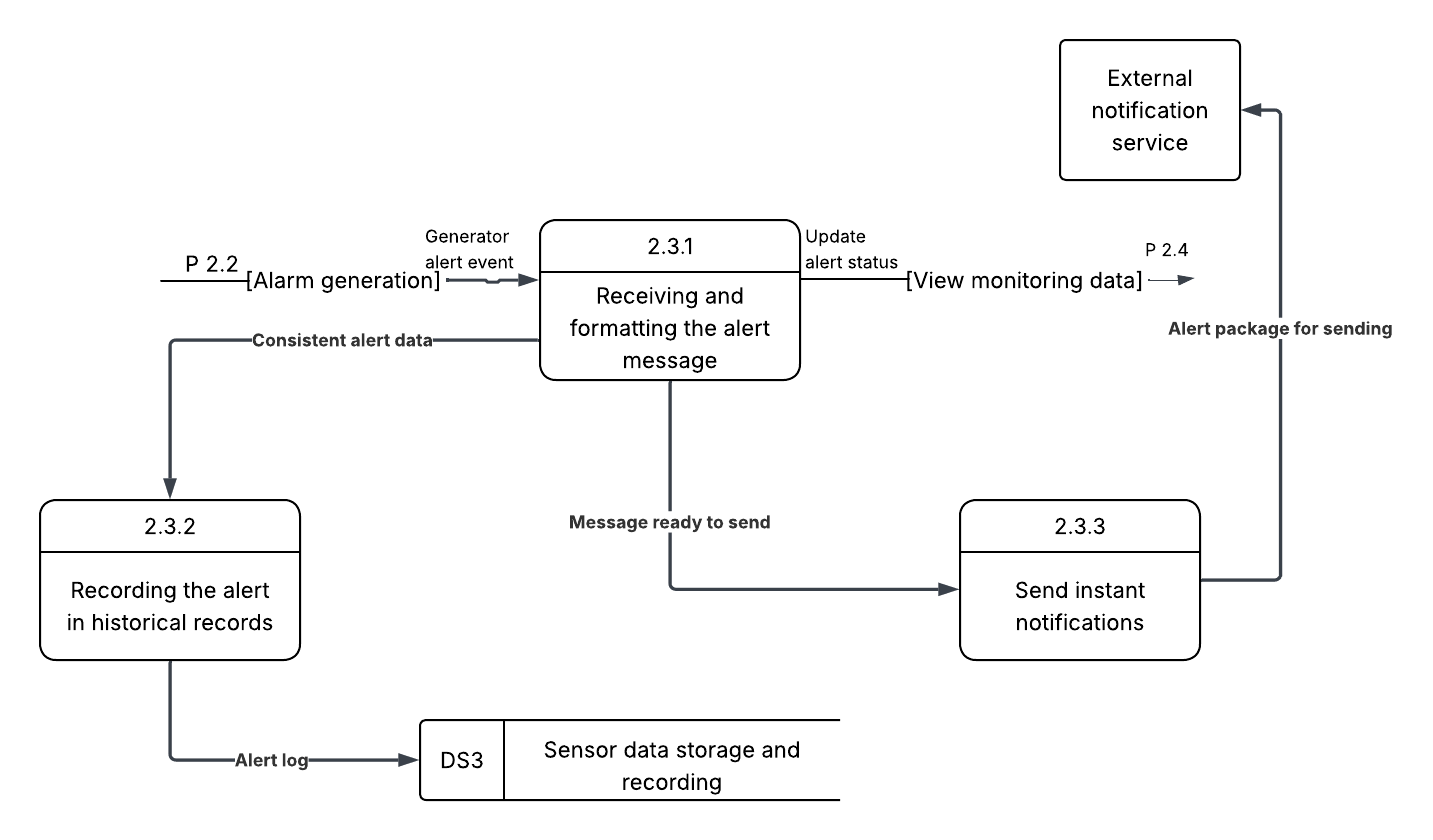 External
notification
service
P 2.2
[Alarm generation]
Generator
alert event
2.3.1
Receiving and
formatting the alert
message
Update
alert status
[View monitoring data]
P 2.4
Alert package for sending
Consistent alert data
Message ready to send
2.3.2
Recording the alert
in historical records
2.3.3
Send instant
notifications
Alert log
DS3
Sensor data storage and
recording